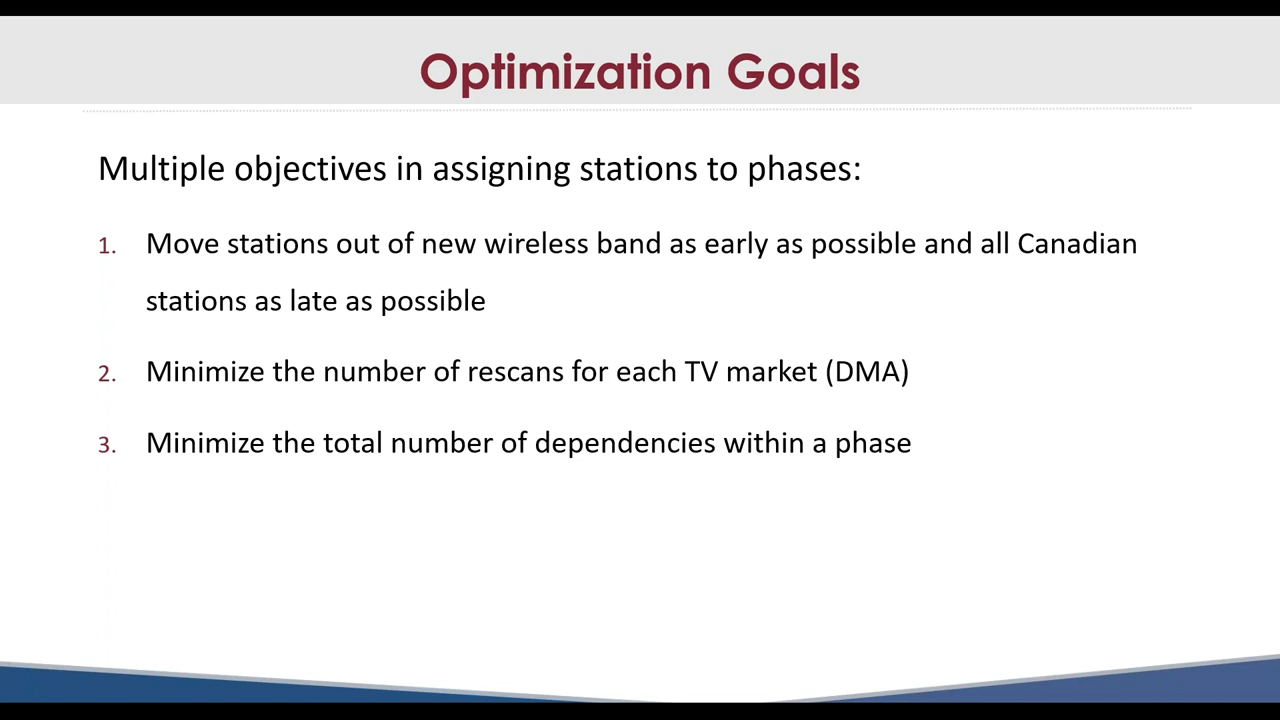 Optimization Goals
Multiple objectives in assigning stations to phases:
1. Move stations out of new wireless band as early as possible and all Canadian
stations as late as possible
2. Minimize the number of rescans for each TV market (DMA)
3. Minimize the total number of dependencies within a phase